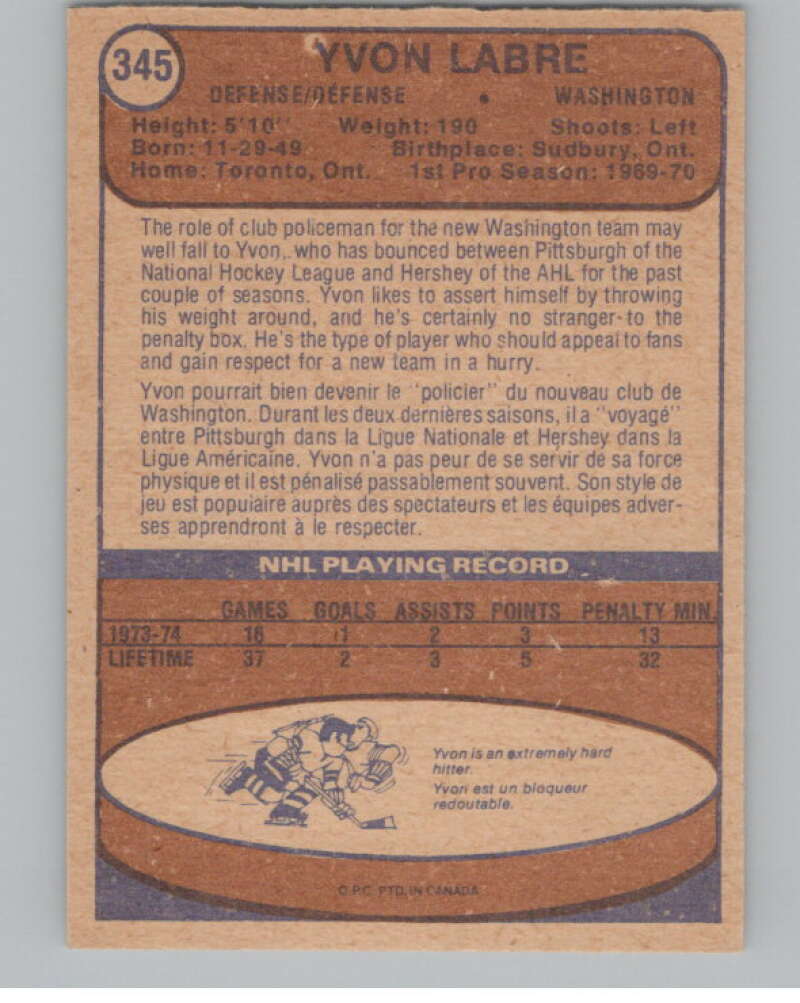 345
YVON LABRE
DEFENSE/DÉFENSE • WASHINGTON
Height: 5'10'' Weight: 190 Shoots: Left
Born: 11-29-49 Birthplace: Sudbury, Ont.
Home: Toronto, Ont. 1st Pro Season: 1969-70
The role of club policeman for the new Washington team may
well fall to Yvon, who has bounced between Pittsburgh of the
National Hockey League and Hershey of the AHL for the past
couple of seasons. Yvon likes to assert himself by throwing
his weight around, and he's certainly no stranger to the
penalty box. He's the type of player who should appeal to fans
and gain respect for a new team in a hurry.
Yvon pourrait bien devenir le "policier" du nouveau club de
Washington. Durant les deux dernières saisons, il a "voyagé"
entre Pittsburgh dans la Ligue Nationale et Hershey dans la
Ligue Américaine. Yvon n'a pas peur de se servir de sa force
physique et il est pénalisé passablement souvent. Son style de
jeu est populaire auprès des spectateurs et les équipes adver-
ses apprendront à le respecter.
NHL PLAYING RECORD
GAMES GOALS ASSISTS POINTS PENALTY MIN.
1973-74 16 1 2 3 13
LIFETIME 37 2 3 5 32
Yvon is an extremely hard
hitter.
Yvon est un bloqueur
redoutable.
O.P.C. PTD. IN CANADA